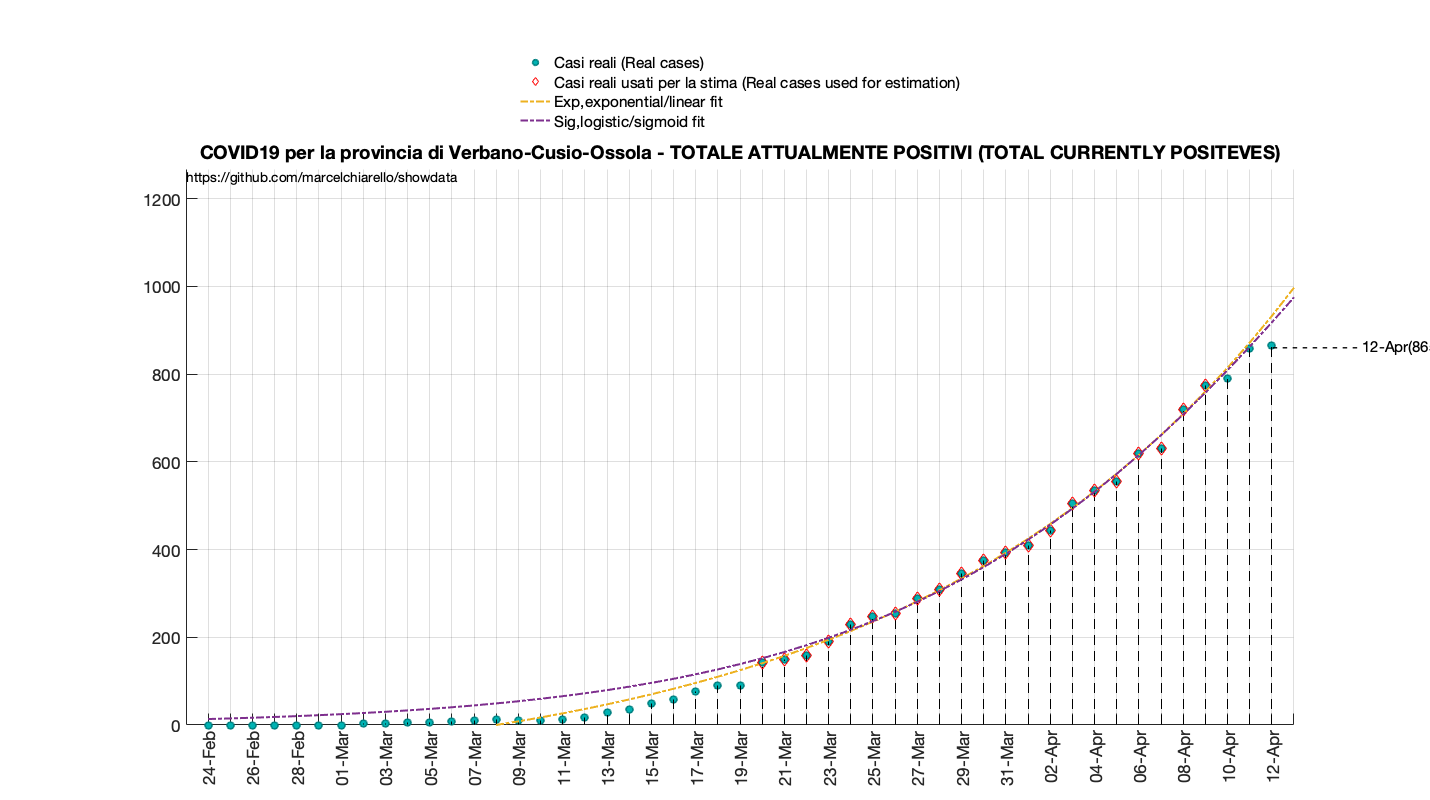 Casi reali (Real cases)
Casi reali usati per la stima (Real cases used for estimation)
Exp,exponential/linear fit
Sig,logistic/sigmoid fit
COVID19 per la provincia di Verbano-Cusio-Ossola - TOTALE ATTUALMENTE POSITIVI (TOTAL CURRENTLY POSITEVES)
https://github.com/marcelchiarello/showdata
1200
1000
800
600
400
200
0
12-Apr(86
24-Feb
26-Feb
28-Feb
01-Mar
03-Mar
05-Mar
07-Mar
09-Mar
11-Mar
13-Mar
15-Mar
17-Mar
19-Mar
21-Mar
23-Mar
25-Mar
27-Mar
29-Mar
31-Mar
02-Apr
04-Apr
06-Apr
08-Apr
10-Apr
12-Apr